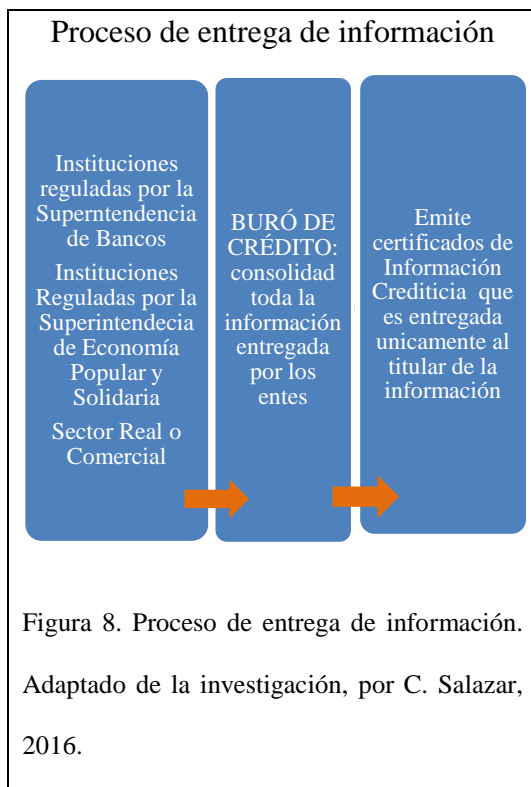 Proceso de entrega de información
Instituciones
reguladas por la
Superntendencia
de Bancos
Instituciones
Reguladas por la
Superintendecia
de Economía
Popular y
Solidaria
Sector Real o
Comercial
BURÓ DE
CRÉDITO:
consolidad
toda la
información
entregada
por los
entes
Emite
certificados de
Información
Crediticia que
es entregada
unicamente al
titular de la
información
Figura 8. Proceso de entrega de información.
Adaptado de la investigación, por C. Salazar,
2016.